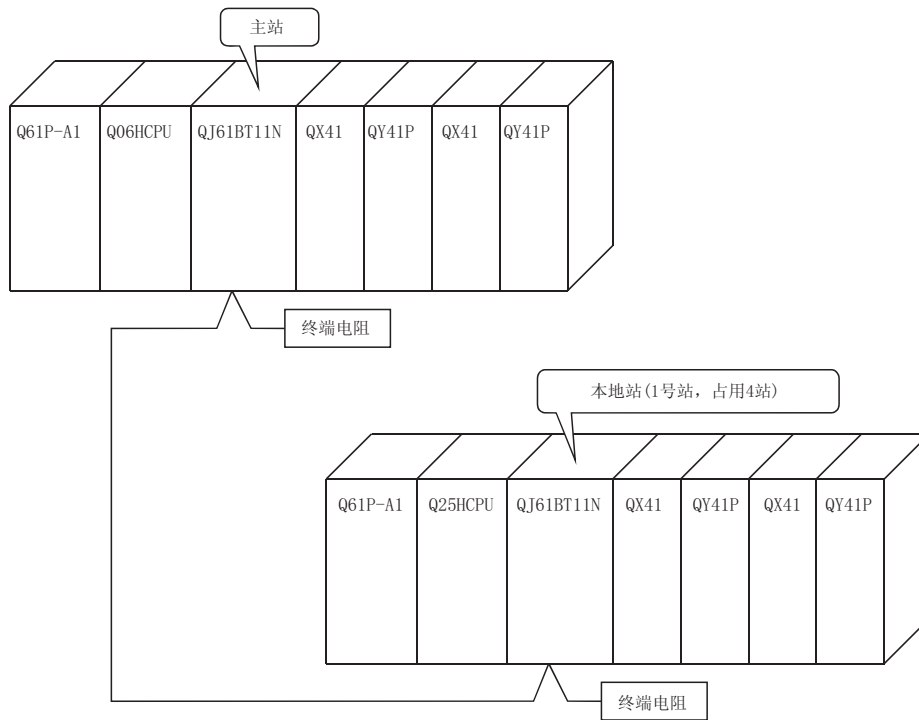 主站
Q61P-A1 Q06HCPU QJ61BT11N QX41 QY41P QX41 QY41P
终端电阻
本地站(1号站，占用4站)
Q61P-A1 Q25HCPU QJ61BT11N QX41 QY41P QX41 QY41P
终端电阻